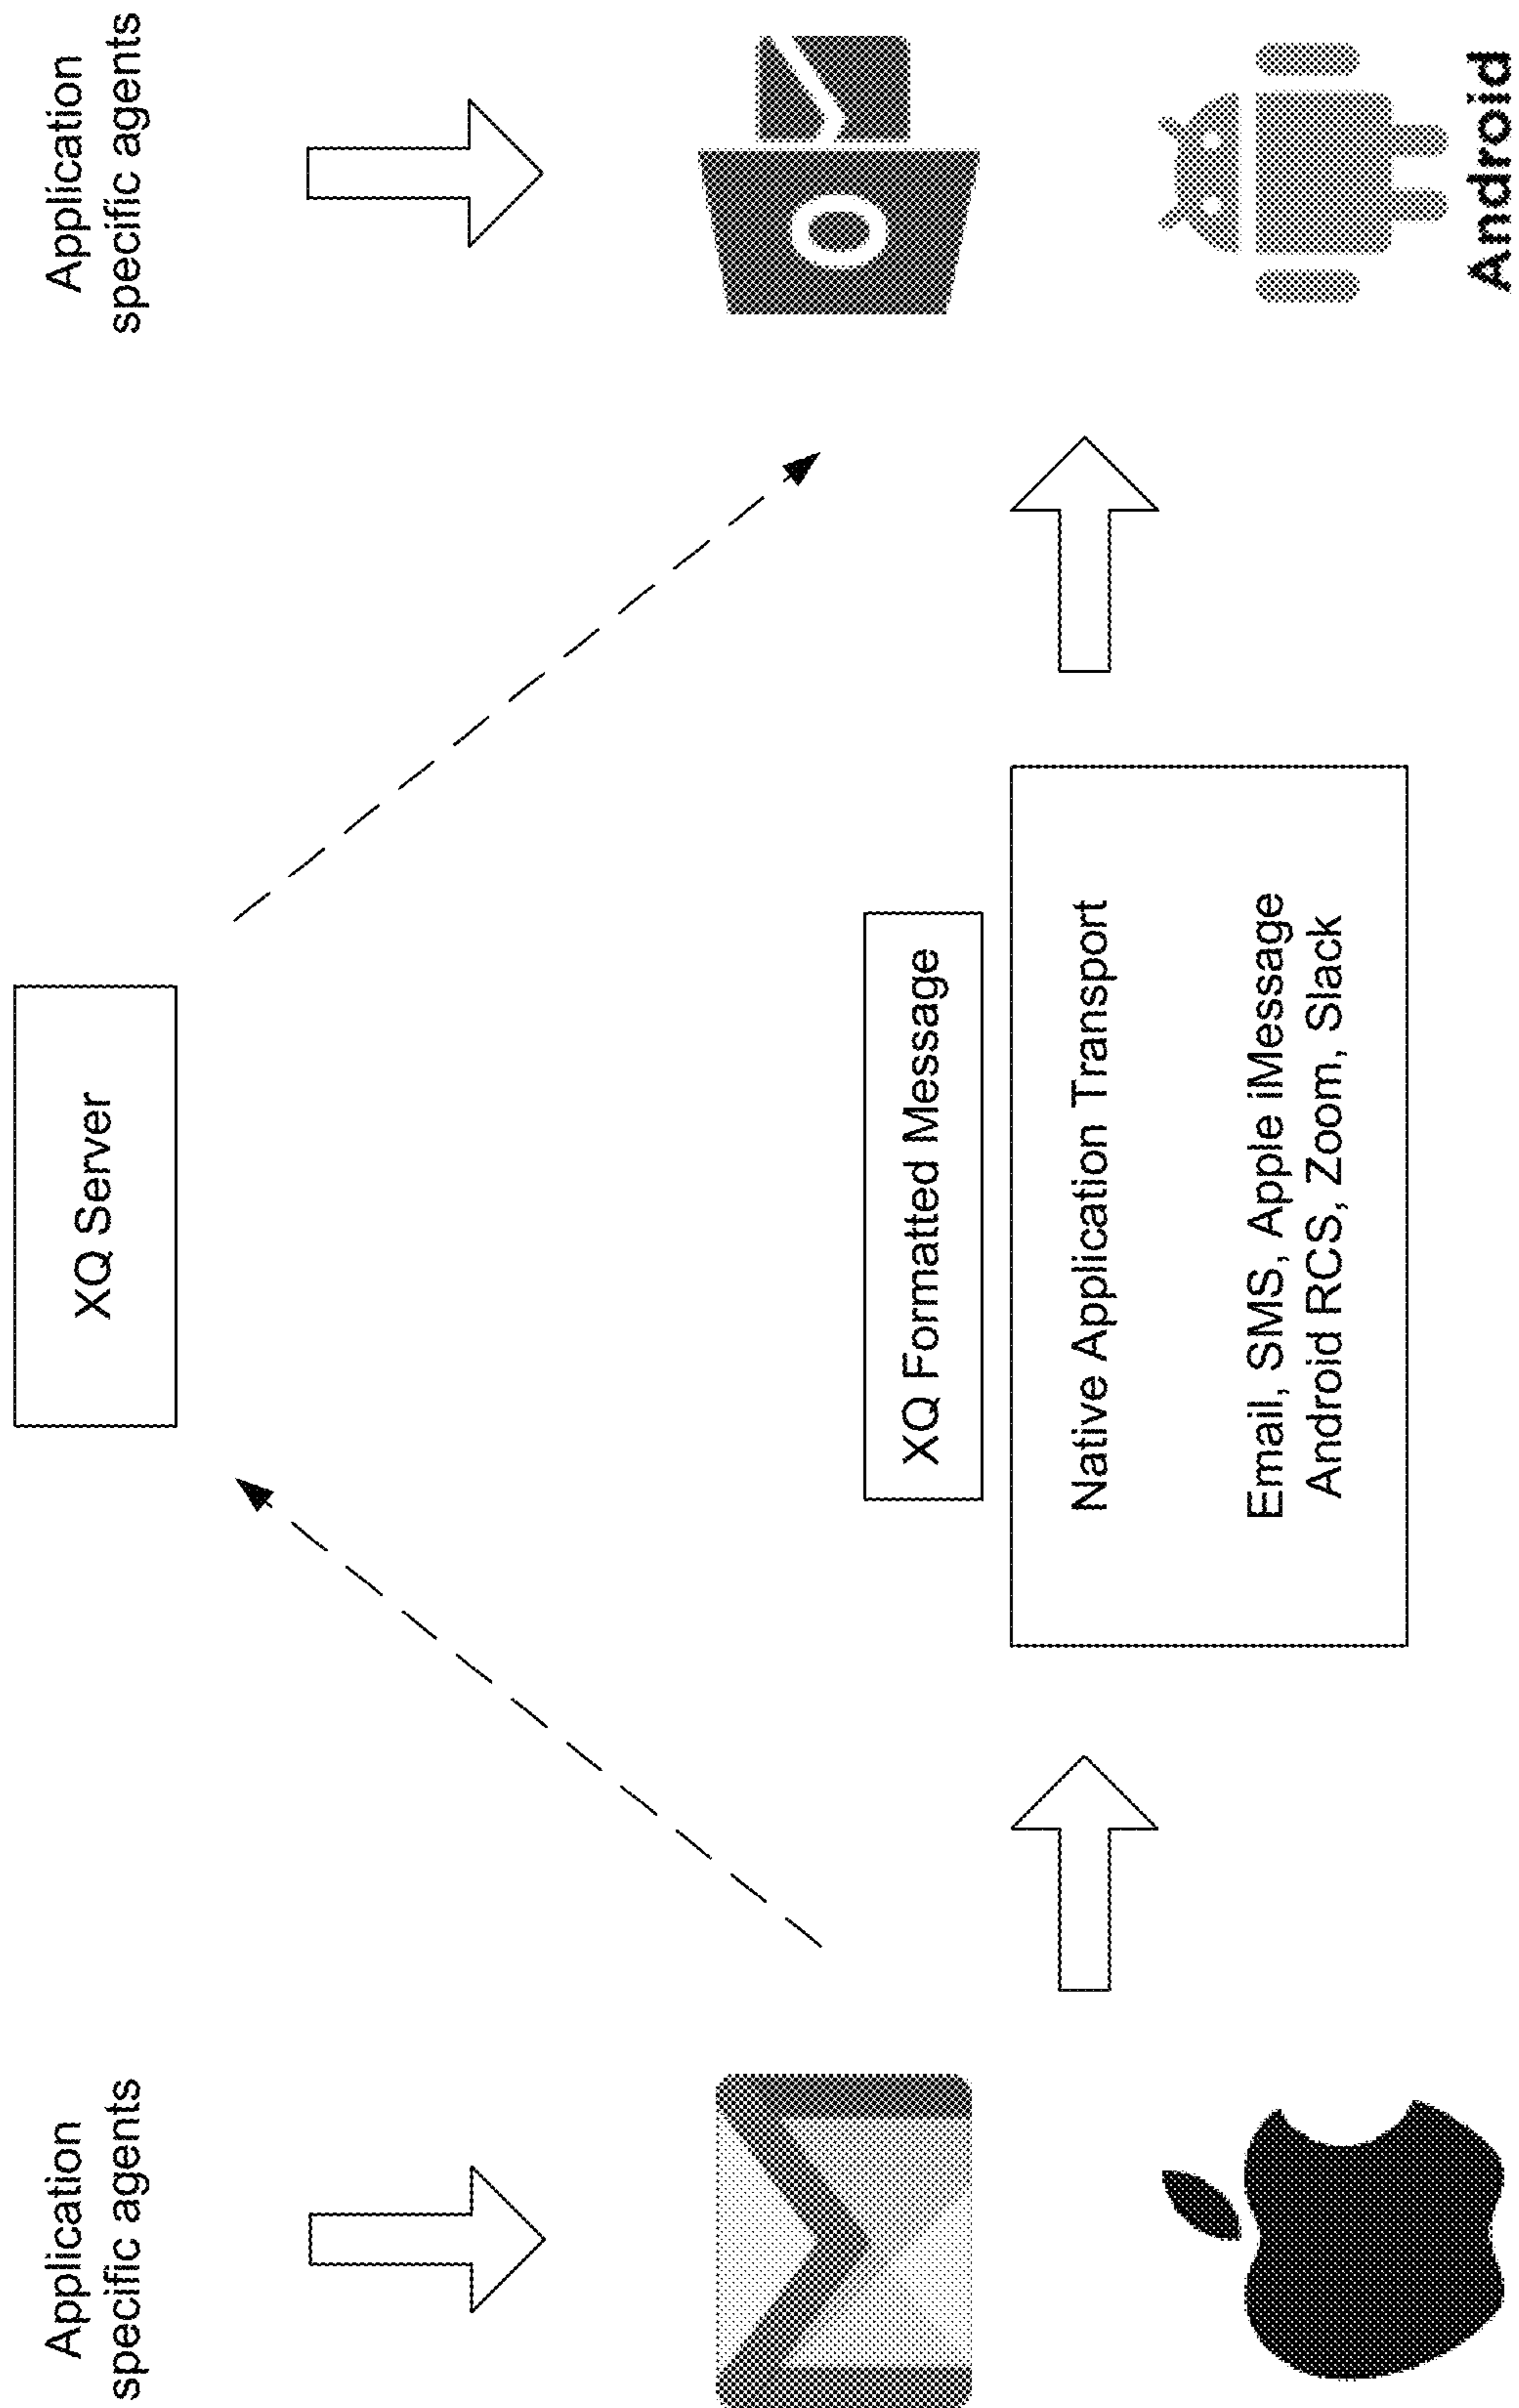 Application
specific agents
XQ Server
Application
specific agents
XQ Formatted Message
Native Application Transport
Email, SMS, Apple iMessage
Android RCS, Zoom, Slack
Android